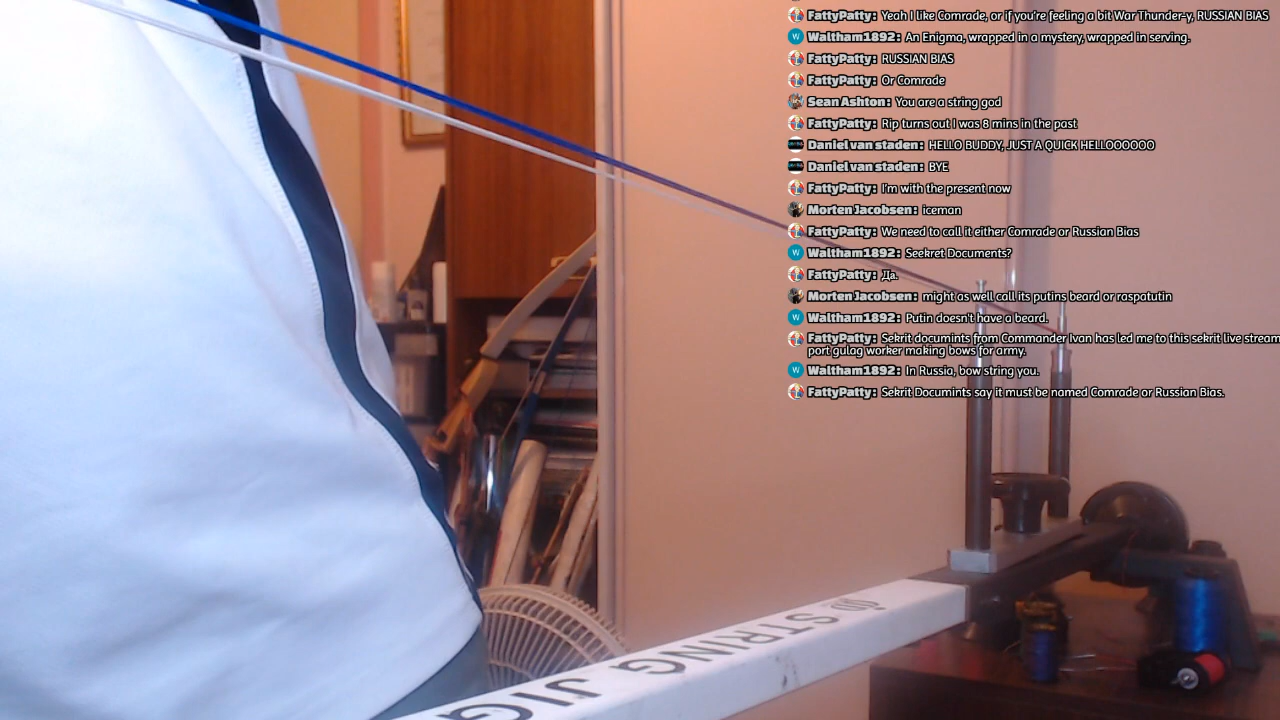 FattyPatty: Yeah I like Comrade, or if you're feeling a bit War Thunder-y, RUSSIAN BIAS
Waltham1892: An Enigma, wrapped in a mystery, wrapped in serving.
FattyPatty: RUSSIAN BIAS
FattyPatty: Or Comrade
Sean Ashton: You are a string god
FattyPatty: Rip turns out I was 8 mins in the past
Daniel van staden: HELLO BUDDY, JUST A QUICK HELLOOOOOO
Daniel van staden: BYE
FattyPatty: I'm with the present now
Morten Jacobsen: iceman
FattyPatty: We need to call it either Comrade or Russian Bias
Waltham1892: Seekret Documents?
FattyPatty: Да.
Morten Jacobsen: might as well call its putins beard or raspatutin
Waltham1892: Putin doesn't have a beard.
FattyPatty: Sekrit documints from Commander Ivan has led me to this sekrit live stream
port gulag worker making bows for army.
Waltham1892: In Russia, bow string you.
FattyPatty: Sekrit Documints say it must be named Comrade or Russian Bias.
STRING JIG